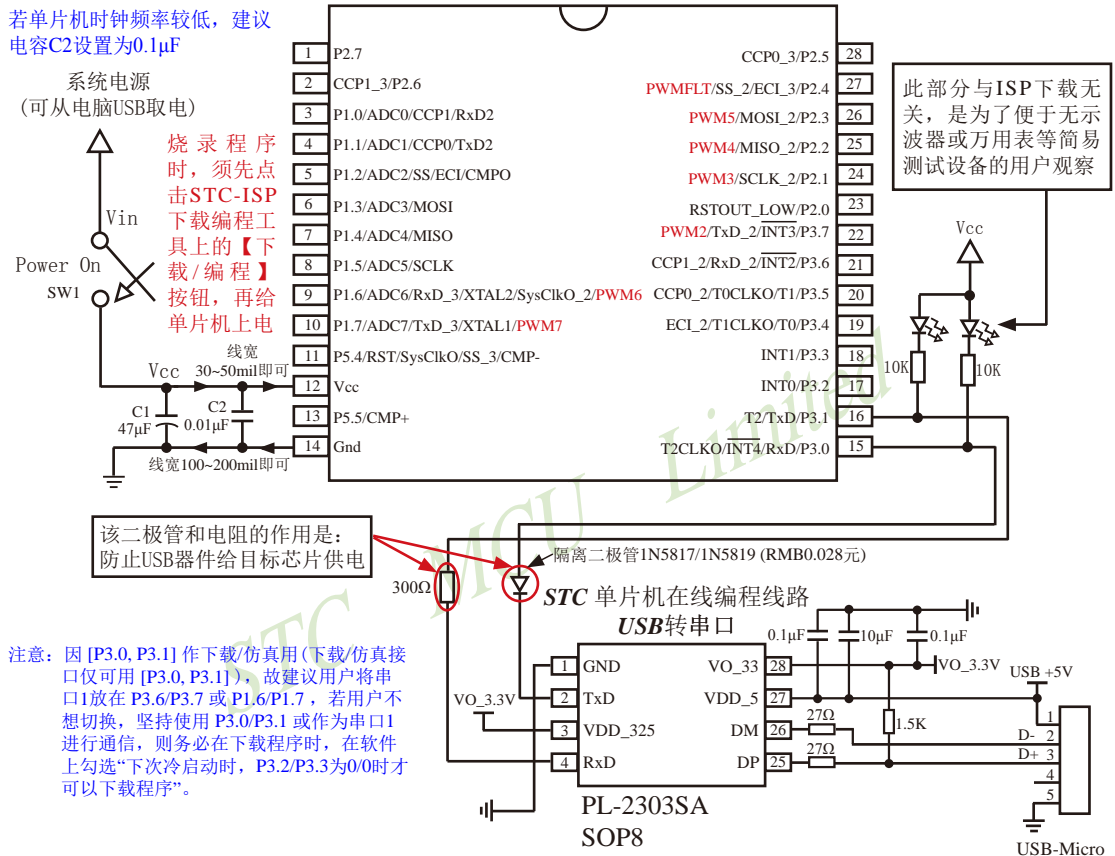 若单片机时钟频率较低，建议
电容C2设置为0.1μF
系统电源
(可从电脑USB取电)
烧录程序
时，须先点
击STC-ISP
下载编程工
具上的【下
载/编程】
按钮，再给
单片机上电
Vin
Power On
SW1
Vcc
线宽
30~50mil即可
C1
47μF
C2
0.01μF
线宽100~200mil即可
1 P2.7
2 CCP1_3/P2.6
3 P1.0/ADC0/CCP1/RxD2
4 P1.1/ADC1/CCP0/TxD2
5 P1.2/ADC2/SS/ECI/CMPO
6 P1.3/ADC3/MOSI
7 P1.4/ADC4/MISO
8 P1.5/ADC5/SCLK
9 P1.6/ADC6/RxD_3/XTAL2/SysClkO_2/PWM6
10 P1.7/ADC7/TxD_3/XTAL1/PWM7
11 P5.4/RST/SysClkO/SS_3/CMP-
12 Vcc
13 P5.5/CMP+
14 Gnd
CCP0_3/P2.5 28
PWMFLT/SS_2/ECI_3/P2.4 27
PWM5/MOSI_2/P2.3 26
PWM4/MISO_2/P2.2 25
PWM3/SCLK_2/P2.1 24
RSTOUT_LOW/P2.0 23
PWM2/TxD_2/INT3/P3.7 22
CCP1_2/RxD_2/INT2/P3.6 21
CCP0_2/T0CLKO/T1/P3.5 20
ECI_2/T1CLKO/T0/P3.4 19
INT1/P3.3 18
INT0/P3.2 17
T2/TxD/P3.1 16
T2CLKO/INT4/RxD/P3.0 15
此部分与ISP下载无
关，是为了便于无示
波器或万用表等简易
测试设备的用户观察
Vcc
10K
10K
STC MCU Limited
该二极管和电阻的作用是：
防止USB器件给目标芯片供电
300Ω
隔离二极管1N5817/1N5819 (RMB0.028元)
STC 单片机在线编程线路
USB转串口
注意：因 [P3.0, P3.1] 作下载/仿真用(下载/仿真接
口仅可用 [P3.0, P3.1])，故建议用户将串
口1放在 P3.6/P3.7 或 P1.6/P1.7，若用户不
想切换，坚持使用 P3.0/P3.1 或作为串口1
进行通信，则务必在下载程序时，在软件
上勾选“下次冷启动时，P3.2/P3.3为0/0时才
可以下载程序”。
VO_3.3V
1 GND
2 TxD
3 VDD_325
4 RxD
VO_33 28
VDD_5 27
DM 26
DP 25
PL-2303SA
SOP8
0.1μF
10μF
0.1μF
VO_3.3V
27Ω
27Ω
1.5K
USB +5V
1
D- 2
D+ 3
4
5
USB-Micro